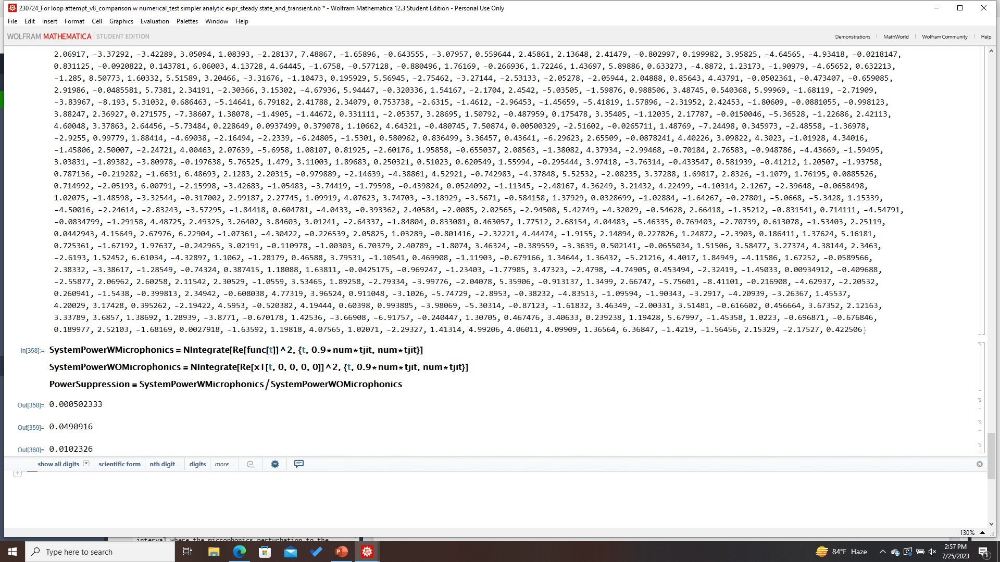 230724_For loop attempt_v8_comparison w numerical_test simpler analytic expr_steady state_and_transient.nb * - Wolfram Mathematica 12.3 Student Edition - Personal Use Only
File Edit Insert Format Cell Graphics Evaluation Palettes Window Help
WOLFRAM MATHEMATICA STUDENT EDITION Demonstrations MathWorld Wolfram Community Help
2.06917, -3.37292, -3.42289, 3.05094, 1.08393, -2.28137, 7.48867, -1.65896, -0.643555, -3.07957, 0.559644, 2.45861, 2.13648, 2.41479, -0.802997, 0.199982, 3.95825, -4.64565, -4.93418, -0.0218147,
0.831125, -0.0920822, 0.143781, 6.06003, 4.13728, 4.64445, -1.6758, -0.577128, -0.880496, 1.76169, -0.266936, 1.72246, 1.43697, 5.89886, 0.633273, -4.8872, 1.23173, -1.90979, -4.65652, 0.632213,
-1.285, 8.50773, 1.60332, 5.51589, 3.20466, -3.31676, -1.10473, 0.195929, 5.56945, -2.75462, -3.27144, -2.53133, -2.05278, -2.05944, 2.04888, 0.85643, 4.43791, -0.0502361, -0.473407, -0.659085,
2.91986, -0.0485581, 5.7381, 2.34191, -2.30366, 3.15302, -4.67936, 5.94447, -0.320336, 1.54167, -2.1704, 2.4542, -5.03505, -1.59876, 0.988506, 3.48745, 0.540368, 5.99969, -1.68119, -2.71909,
-3.83967, -8.193, 5.31032, 0.686463, -5.14641, 6.79182, 2.41788, 2.34079, 0.753738, -2.6315, -1.4612, -2.96453, -1.45659, -5.41819, 1.57896, -2.31952, 2.42453, -1.80609, -0.0881055, -0.998123,
3.88247, 2.36927, 0.271575, -7.38607, 1.38078, -1.4905, -1.44672, 0.331111, -2.05357, 3.28695, 1.50792, -0.487959, 0.175478, 3.35405, -1.12035, 2.17787, -0.0150046, -5.36528, -1.22686, 2.42113,
4.60048, 3.37863, 2.64456, -5.73484, 0.228649, 0.0937499, 0.379078, 1.10662, 4.64321, -0.480745, 7.50874, 0.00500329, -2.51602, -0.0265711, 1.48769, -7.24498, 0.345973, -2.48558, -1.36978,
-2.9255, 0.99779, 1.88414, -4.69038, -2.16494, -2.2339, -6.24805, -1.5301, 0.580962, 0.836499, 3.36457, 0.43641, -6.29623, 2.65509, -0.0878241, 4.40226, 3.09822, 4.3023, -1.01928, 4.34016,
-1.45806, 2.50007, -2.24721, 4.00463, 2.07639, -5.6958, 1.08107, 0.81925, -2.60176, 1.95858, -0.655037, 2.08563, -1.38082, 4.37934, -2.99468, -0.70184, 2.76583, -0.948786, -4.43669, -1.59495,
3.03831, -1.89382, -3.80978, -0.197638, 5.76525, 1.479, 3.11003, 1.89683, 0.250321, 0.51023, 0.620549, 1.55994, -0.295444, 3.97418, -3.76314, -0.433547, 0.581939, -0.41212, 1.20507, -1.93758,
0.787136, -0.219282, -1.6631, 6.48693, 2.1283, 2.20315, -0.979889, -2.14639, -4.38861, 4.52921, -0.742983, -4.37848, 5.52532, -2.08235, 3.37288, 1.69817, 2.8326, -1.1079, 1.76195, 0.0885526,
0.714992, -2.05193, 6.00791, -2.15998, -3.42683, -1.05483, -3.74419, -1.79598, -0.439824, 0.0524092, -1.11345, -2.48167, 4.36249, 3.21432, 4.22499, -4.10314, 2.1267, -2.39648, -0.0658498,
1.02075, -1.48598, -3.32544, -0.317002, 2.99187, 2.27745, 1.09919, 4.07623, 3.74703, -3.18929, -3.5671, -0.584158, 1.37929, 0.0328699, -1.02884, -1.64267, -0.27801, -5.0668, -5.3428, 1.15339,
-4.50016, -2.24614, -2.83243, -3.57295, -1.84418, 0.604781, -4.0433, -0.393362, 2.40584, -2.0085, 2.02565, -2.94508, 5.42749, -4.32029, -0.54628, 2.66418, -1.35212, -0.831541, 0.714111, -4.54791,
-0.0834799, -1.29158, 4.48725, 2.49325, 3.26402, 3.84603, 3.01241, -2.64337, -1.84804, 0.833081, 0.463057, 1.77512, 2.68154, 4.04483, -5.46335, 0.769403, -2.70739, 0.613078, -1.53403, 2.25119,
0.0442943, 4.15649, 2.67976, 6.22904, -1.07361, -4.30422, -0.226539, 2.05825, 1.03289, -0.801416, -2.32221, 4.44474, -1.9155, 2.14894, 0.227826, 1.24872, -2.3903, 0.186411, 1.37624, 5.16181,
0.725361, -1.67192, 1.97637, -0.242965, 3.02191, -0.110978, -1.00303, 6.70379, 2.40789, -1.8074, 3.46324, -0.389559, -3.3639, 0.502141, -0.0655034, 1.51506, 3.58477, 3.27374, 4.38144, 2.3463,
-2.6193, 1.52452, 6.61034, -4.32897, 1.1062, -1.28179, 0.46588, 3.79531, -1.10541, 0.469908, -1.11903, -0.679166, 1.34644, 1.36432, -5.21216, 4.4017, 1.84949, -4.11586, 1.67252, -0.0589566,
2.38332, -3.38617, -1.28549, -0.74324, 0.387415, 1.18088, 1.63811, -0.0425175, -0.969247, -1.23403, -1.77985, 3.47323, -2.4798, -4.74905, 0.453494, -2.32419, -1.45033, 0.00934912, -0.409688,
-2.55877, 2.06962, 2.60258, 2.11542, 2.30529, -1.0559, 3.53465, 1.89258, -2.79334, -3.99776, -2.04078, 5.35906, -0.913137, 1.3499, 2.66747, -5.75601, -8.41101, -0.216908, -4.62937, -2.20532,
0.260941, -1.5438, -0.399813, 2.34942, -0.608038, 4.77319, 3.96524, 0.911048, -3.1026, -5.74729, -2.8953, -0.38232, -4.83513, -1.09594, -1.90343, -3.2917, -4.20939, -3.26367, 1.45537,
4.20029, 3.17428, 0.395262, -2.19422, 4.5953, -0.520382, 4.19444, 0.60398, 0.993885, -3.98069, -5.30314, -0.87123, -1.61832, 3.46349, -2.00331, 3.51481, -0.616602, 0.456664, 3.67352, 2.12163,
3.33789, 3.6857, 1.38692, 1.28939, -3.8771, -0.670178, 1.42536, -3.66908, -6.91757, -0.240447, 1.30705, 0.467476, 3.40633, 0.239238, 1.19428, 5.67997, -1.45358, 1.0223, -0.696871, -0.676846,
0.189977, 2.52103, -1.68169, 0.0027918, -1.63592, 1.19818, 4.07565, 1.02071, -2.29327, 1.41314, 4.99206, 4.06011, 4.09909, 1.36564, 6.36847, -1.4219, -1.56456, 2.15329, -2.17527, 0.422506}
In[358]:= SystemPowerWMicrophonics = NIntegrate[Re[func[t]]^2, {t, 0.9*num*tjit, num*tjit}]
SystemPowerWOMicrophonics = NIntegrate[Re[x1[t, 0, 0, 0, 0]]^2, {t, 0.9*num*tjit, num*tjit}]
PowerSuppression = SystemPowerWMicrophonics/SystemPowerWOMicrophonics
Out[358]= 0.000502333
Out[359]= 0.0490916
Out[360]= 0.0102326
show all digits scientific form nth digit... digits more...
130%
interval where the microphonics perturbation to the
Type here to search
84°F Haze
2:57 PM
7/25/2023
1